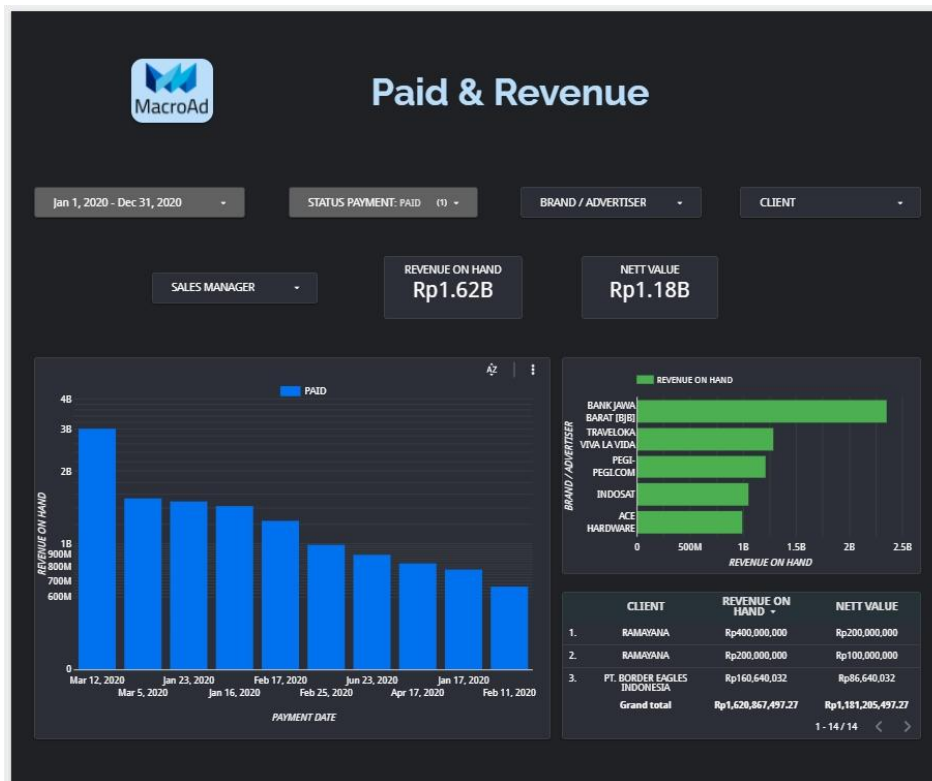 MacroAd
Paid & Revenue
Jan 1, 2020 - Dec 31, 2020
STATUS PAYMENT: PAID (1)
BRAND / ADVERTISER
CLIENT
SALES MANAGER
REVENUE ON HAND
Rp1.62B
NETT VALUE
Rp1.18B
PAID
4B
3B
2B
1B
900M
800M
700M
600M
0
REVENUE ON HAND
Mar 12, 2020
Mar 5, 2020
Jan 23, 2020
Jan 16, 2020
Feb 17, 2020
Feb 25, 2020
Jun 23, 2020
Apr 17, 2020
Jan 17, 2020
Feb 11, 2020
PAYMENT DATE
REVENUE ON HAND
BRAND / ADVERTISER
BANK JAWA
BARAT [BJB]
TRAVELOKA
VIVA LA VIDA
PEGI-
PEGI.COM
INDOSAT
ACE
HARDWARE
0 500M 1B 1.5B 2B 2.5B
REVENUE ON HAND
CLIENT REVENUE ON HAND NETT VALUE
1. RAMAYANA Rp400,000,000 Rp200,000,000
2. RAMAYANA Rp200,000,000 Rp100,000,000
3. PT. BORDER EAGLES INDONESIA Rp160,640,032 Rp86,640,032
Grand total Rp1,620,867,497.27 Rp1,181,205,497.27
1 - 14 / 14